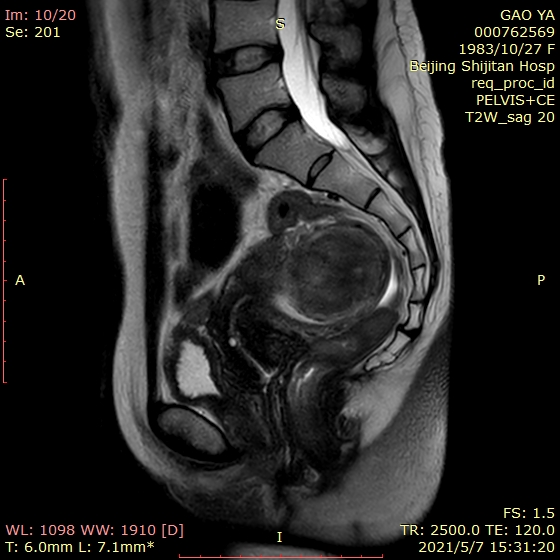 Im: 10/20
Se: 201
S
GAO YA
000762569
1983/10/27 F
Beijing Shijitan Hosp
req_proc_id
PELVIS+CE
T2W_sag 20
A
P
WL: 1098 WW: 1910 [D]
T: 6.0mm L: 7.1mm*
I
FS: 1.5
TR: 2500.0 TE: 120.0
2021/5/7 15:31:20